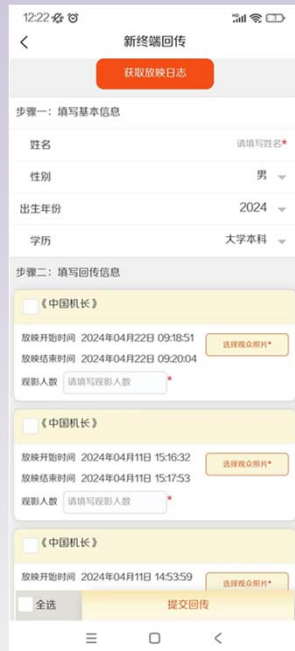 12:22
新终端回传
获取放映日志
步骤一：填写基本信息
姓名 请填写姓名*
性别 男
出生年份 2024
学历 大学本科
步骤二：填写回传信息
《中国机长》
放映开始时间 2024年04月22日 09:18:51
选择观众照片*
放映结束时间 2024年04月22日 09:20:04
观影人数 请填写观影人数 *
《中国机长》
放映开始时间 2024年04月11日 15:16:32
选择观众照片*
放映结束时间 2024年04月11日 15:17:53
观影人数 请填写观影人数 *
《中国机长》
放映开始时间 2024年04月11日 14:53:59
选择观众照片*
全选 提交回传